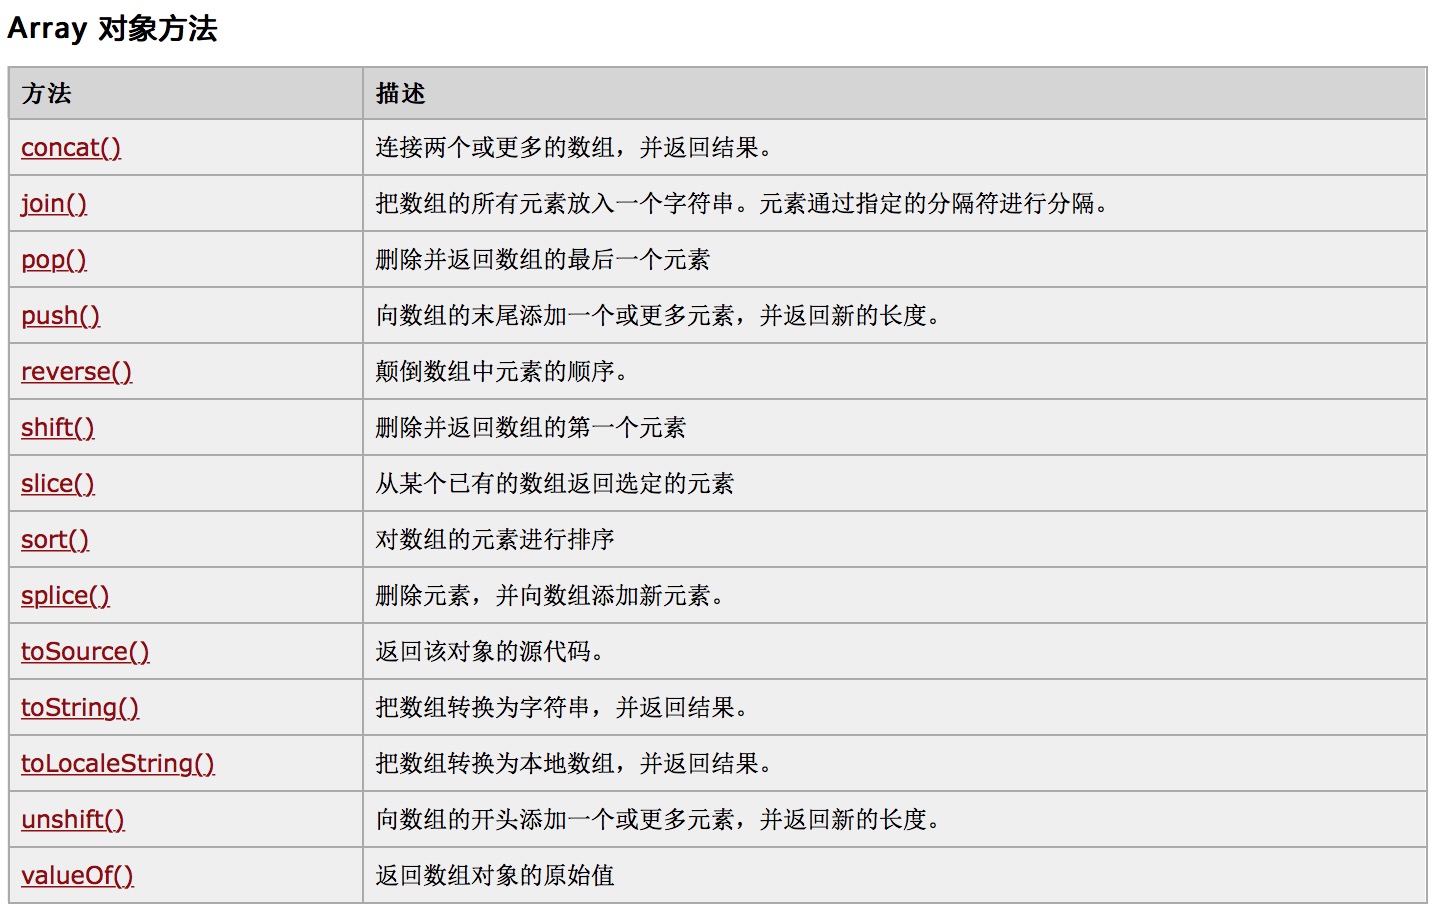 Array 对象方法
方法 描述
concat() 连接两个或更多的数组，并返回结果。
join() 把数组的所有元素放入一个字符串。元素通过指定的分隔符进行分隔。
pop() 删除并返回数组的最后一个元素
push() 向数组的末尾添加一个或更多元素，并返回新的长度。
reverse() 颠倒数组中元素的顺序。
shift() 删除并返回数组的第一个元素
slice() 从某个已有的数组返回选定的元素
sort() 对数组的元素进行排序
splice() 删除元素，并向数组添加新元素。
toSource() 返回该对象的源代码。
toString() 把数组转换为字符串，并返回结果。
toLocaleString() 把数组转换为本地数组，并返回结果。
unshift() 向数组的开头添加一个或更多元素，并返回新的长度。
valueOf() 返回数组对象的原始值